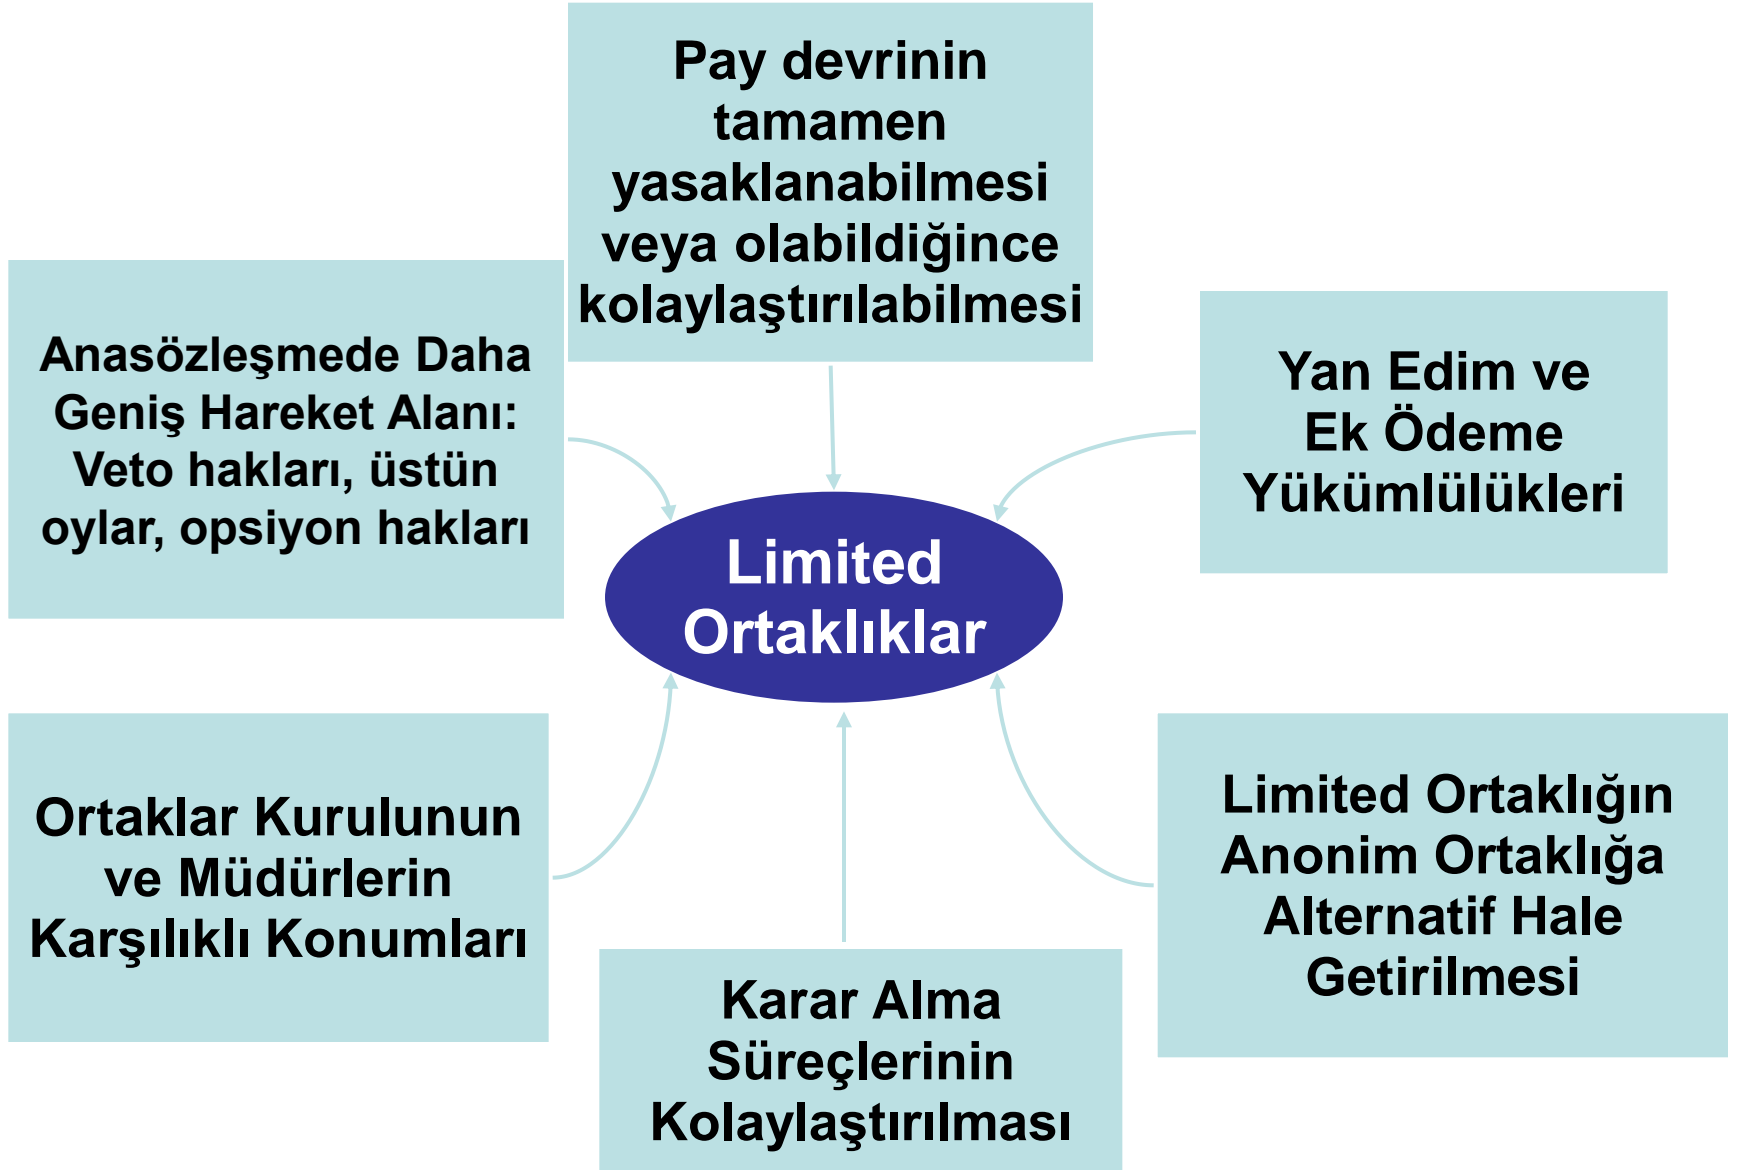 Pay devrinin
tamamen
yasaklanabilmesi
veya olabildiğince
kolaylaştırılabilmesi
Anasözleşmede Daha
Geniş Hareket Alanı:
Veto hakları, üstün
oylar, opsiyon hakları
Yan Edim ve
Ek Ödeme
Yükümlülükleri
Limited
Ortaklıklar
Ortaklar Kurulunun
ve Müdürlerin
Karşılıklı Konumları
Karar Alma
Süreçlerinin
Kolaylaştırılması
Limited Ortaklığın
Anonim Ortaklığa
Alternatif Hale
Getirilmesi